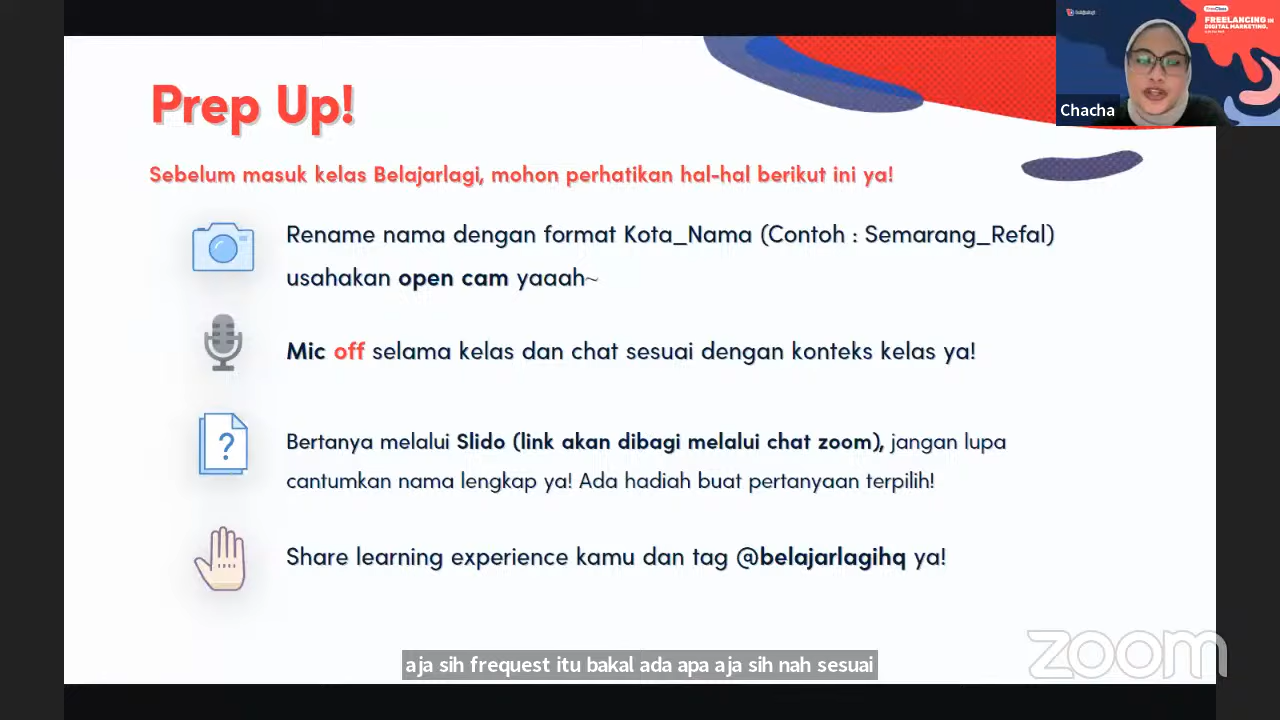 Belajarlagi
FreeClass
FREELANCING IN
DIGITAL MARKETING.
Chacha
Prep Up!
Sebelum masuk kelas Belajarlagi, mohon perhatikan hal-hal berikut ini ya!
Rename nama dengan format Kota_Nama (Contoh : Semarang_Refal)
usahakan open cam yaaah~
Mic off selama kelas dan chat sesuai dengan konteks kelas ya!
?
Bertanya melalui Slido (link akan dibagi melalui chat zoom), jangan lupa
cantumkan nama lengkap ya! Ada hadiah buat pertanyaan terpilih!
Share learning experience kamu dan tag @belajarlagihq ya!
zoom
aja sih frequest itu bakal ada apa aja sih nah sesuai